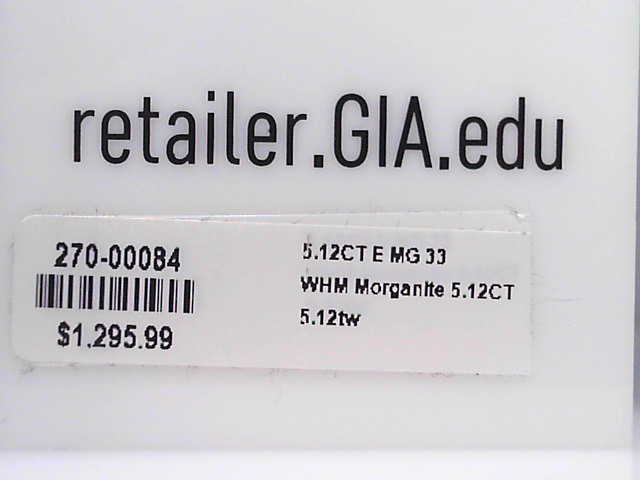 retailer.GIA.edu
270-00084
$1,295.99
5.12CT E MG 33
WHM Morganite 5.12CT
5.12tw